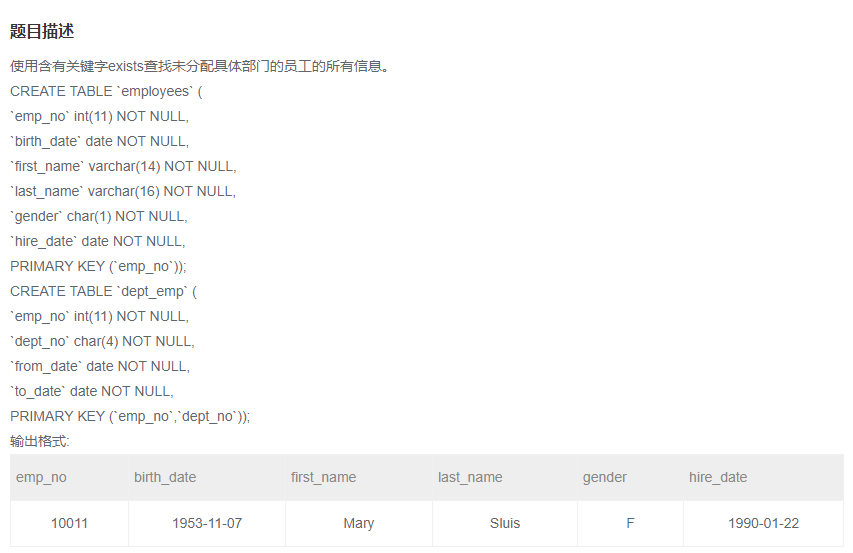 题目描述
使用含有关键字exists查找未分配具体部门的员工的所有信息。
CREATE TABLE `employees` (
`emp_no` int(11) NOT NULL,
`birth_date` date NOT NULL,
`first_name` varchar(14) NOT NULL,
`last_name` varchar(16) NOT NULL,
`gender` char(1) NOT NULL,
`hire_date` date NOT NULL,
PRIMARY KEY (`emp_no`));
CREATE TABLE `dept_emp` (
`emp_no` int(11) NOT NULL,
`dept_no` char(4) NOT NULL,
`from_date` date NOT NULL,
`to_date` date NOT NULL,
PRIMARY KEY (`emp_no`,`dept_no`));
输出格式:
emp_no birth_date first_name last_name gender hire_date
10011 1953-11-07 Mary Sluis F 1990-01-22